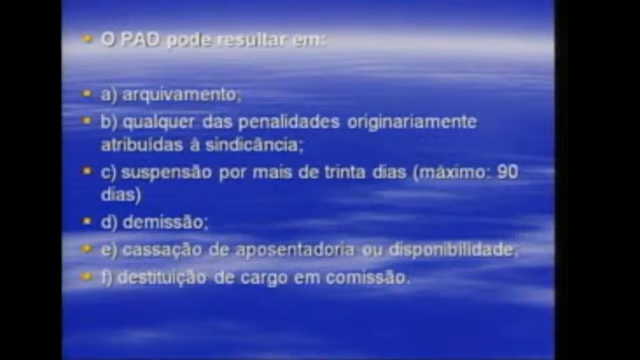 O PAD pode resultar em:
a) arquivamento;
b) qualquer das penalidades originariamente
atribuídas à sindicância;
c) suspensão por mais de trinta dias (máximo: 90
dias)
d) demissão;
e) cassação de aposentadoria ou disponibilidade;
f) destituição de cargo em comissão.